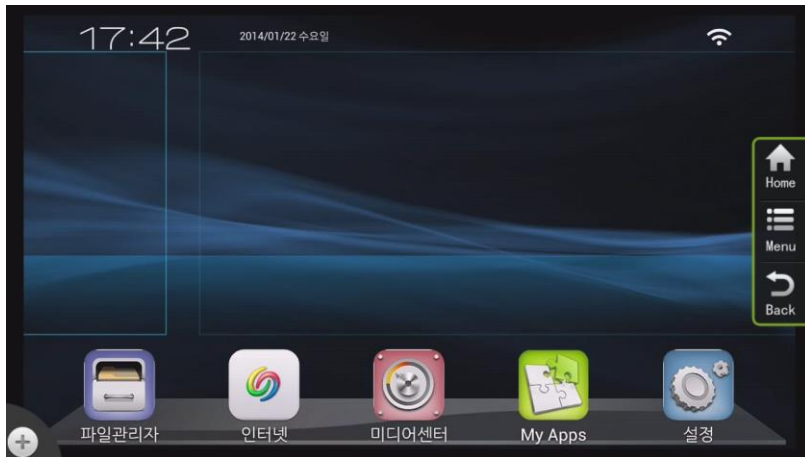 17:42
2014/01/22 수요일
Home
Menu
Back
파일관리자
인터넷
미디어센터
My Apps
설정